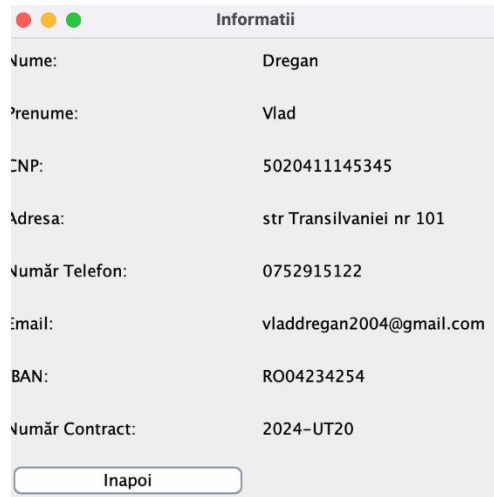 Informatii
Nume: Dregan
Prenume: Vlad
CNP: 5020411145345
Adresa: str Transilvaniei nr 101
Număr Telefon: 0752915122
Email: vladdregan2004@gmail.com
IBAN: RO04234254
Număr Contract: 2024-UT20
Inapoi